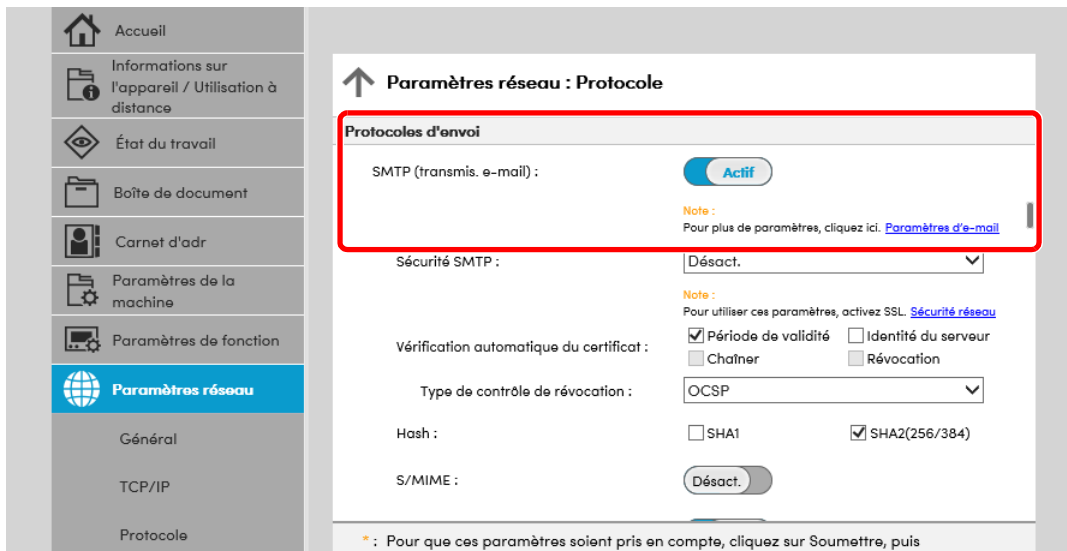 Accueil
Informations sur
l'appareil / Utilisation à
distance
État du travail
Boîte de document
Carnet d'adr
Paramètres de la
machine
Paramètres de fonction
Paramètres réseau
Général
TCP/IP
Protocole
Paramètres réseau : Protocole
Protocoles d'envoi
SMTP (transmis. e-mail) : Actif
Note :
Pour plus de paramètres, cliquez ici. Paramètres d'e-mail
Sécurité SMTP : Désact.
Note :
Pour utiliser ces paramètres, activez SSL. Sécurité réseau
Vérification automatique du certificat : Période de validité Identité du serveur
Chaîner Révocation
Type de contrôle de révocation : OCSP
Hash : SHA1 SHA2(256/384)
S/MIME : Désact.
* : Pour que ces paramètres soient pris en compte, cliquez sur Soumettre, puis